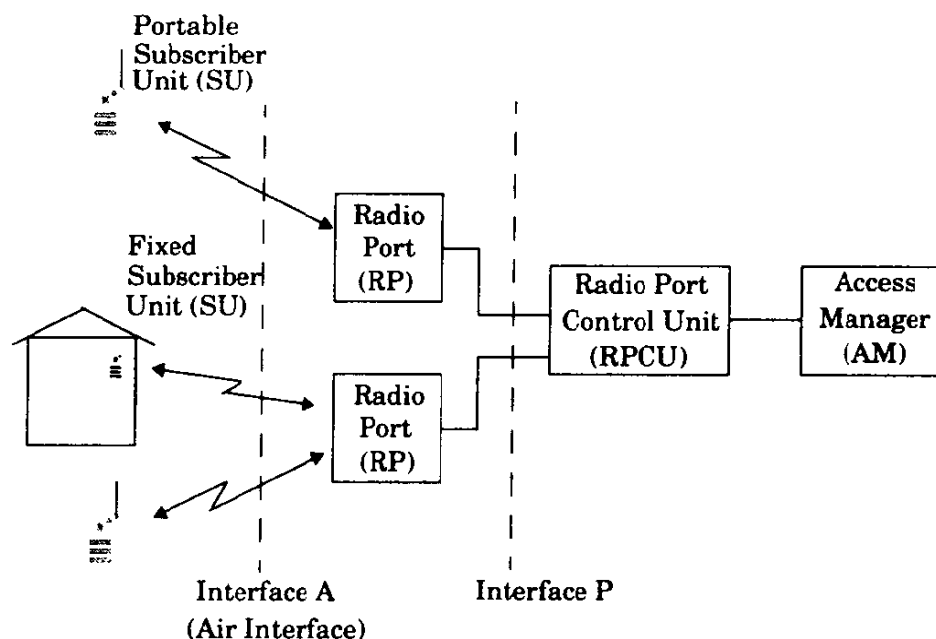 Portable
Subscriber
Unit (SU)
Radio
Port
(RP)
Fixed
Subscriber
Unit (SU)
Radio Port
Control Unit
(RPCU)
Access
Manager
(AM)
Radio
Port
(RP)
Interface A
(Air Interface)
Interface P